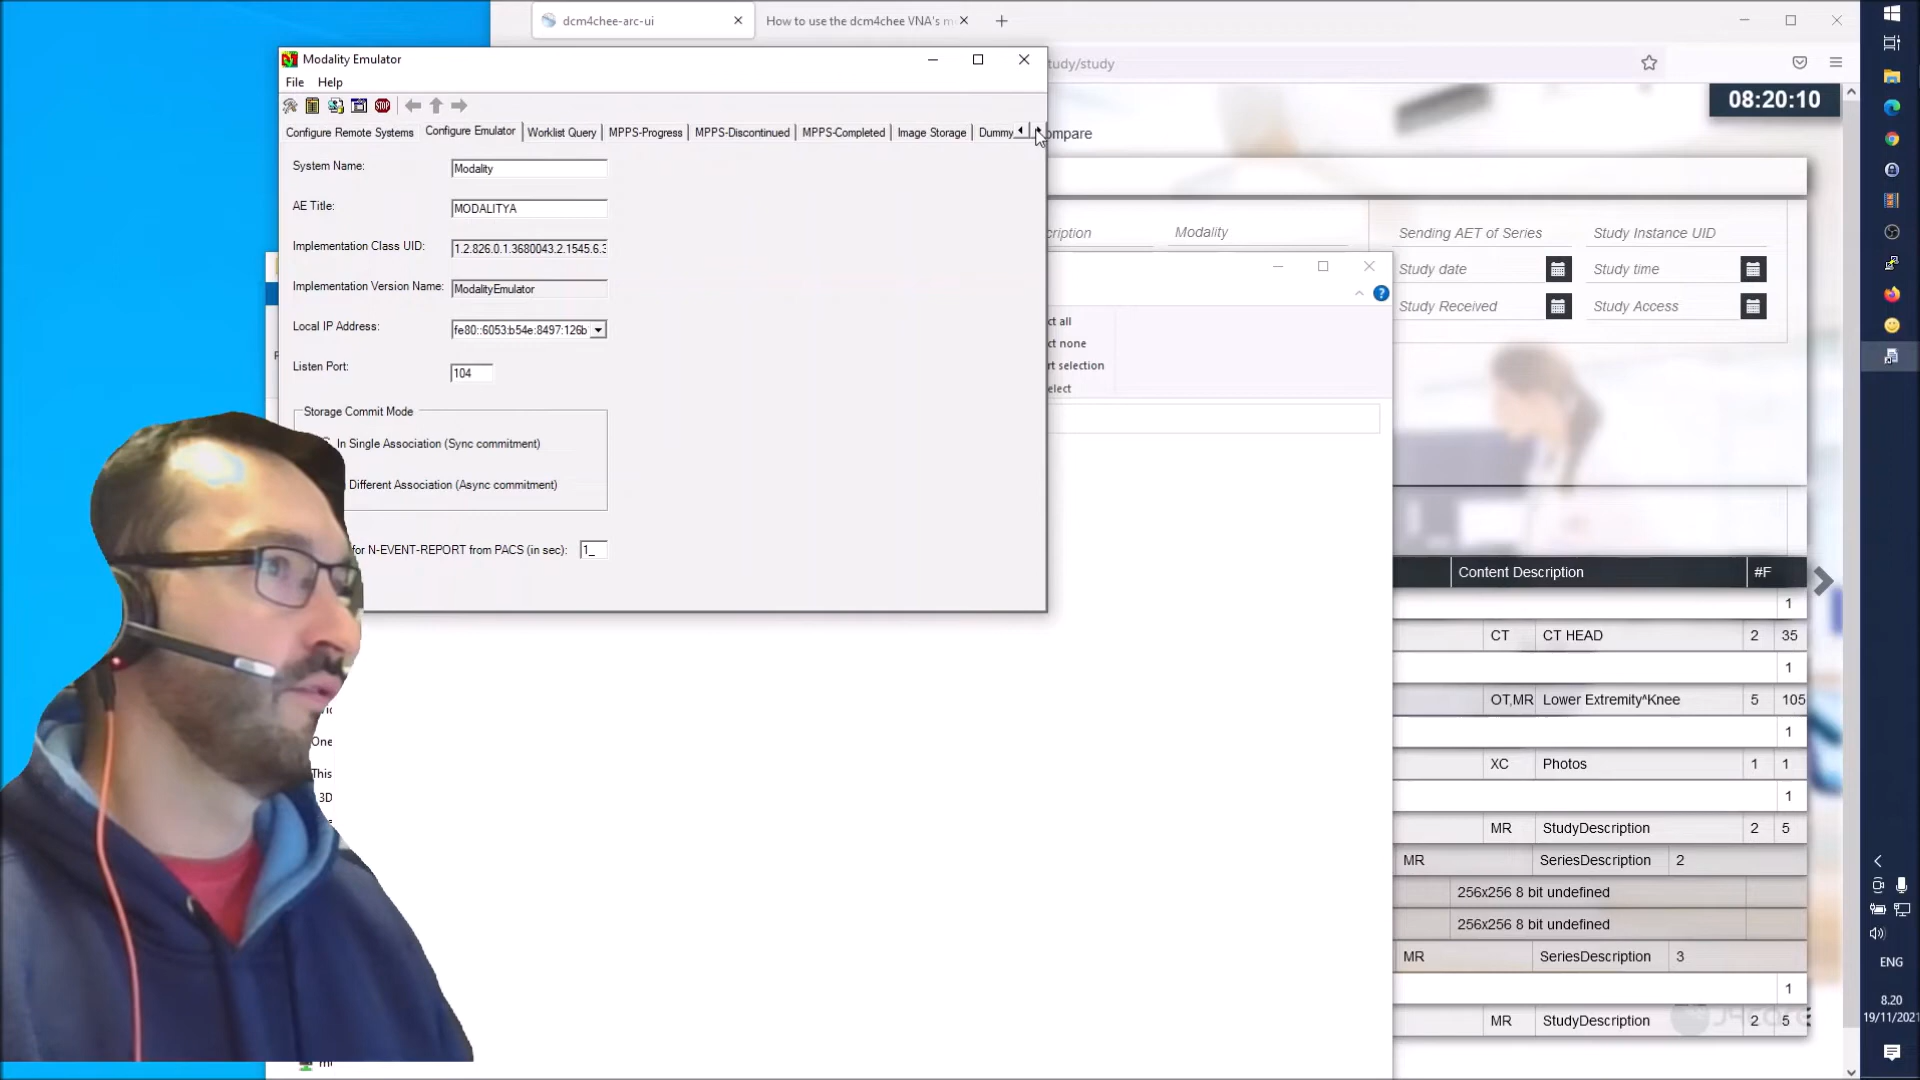 dcm4chee-arc-ui
How to use the dcm4chee VNA's m
Modality Emulator
tudy/study
File Help
08:20:10
Configure Remote Systems
Configure Emulator
Worklist Query
MPPS-Progress
MPPS-Discontinued
MPPS-Completed
Image Storage
Dummy
ompare
System Name:
Modality
AE Title:
MODALITYA
Implementation Class UID:
1.2.826.0.1.3680043.2.1545.6.3
Implementation Version Name:
ModalityEmulator
Local IP Address:
fe80::6053:b54e:8497:126b
Listen Port:
104
Storage Commit Mode
In Single Association (Sync commitment)
Different Association (Async commitment)
for N-EVENT-REPORT from PACS (in sec):
1_
ription
Modality
Sending AET of Series
Study Instance UID
Study date
Study time
Study Received
Study Access
ct all
ct none
rt selection
elect
Content Description #F
1
CT CT HEAD 2 35
1
OT,MR Lower Extremity^Knee 5 105
1
XC Photos 1 1
1
MR StudyDescription 2 5
MR SeriesDescription 2
256x256 8 bit undefined
256x256 8 bit undefined
MR SeriesDescription 3
1
MR StudyDescription 2 5
One
This
3D
ENG
8.20
19/11/2021